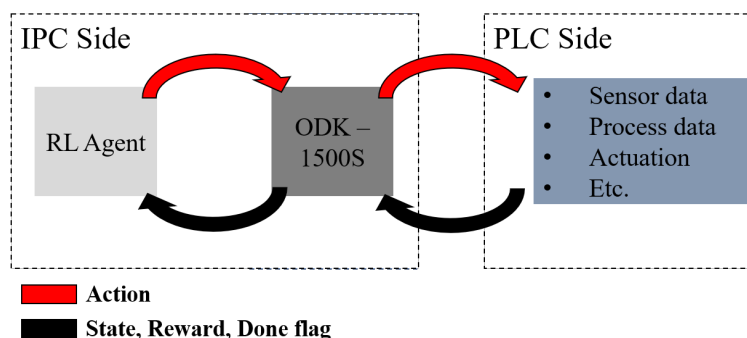 IPC Side
PLC Side
RL Agent
ODK –
1500S
• Sensor data
• Process data
• Actuation
• Etc.
Action
State, Reward, Done flag